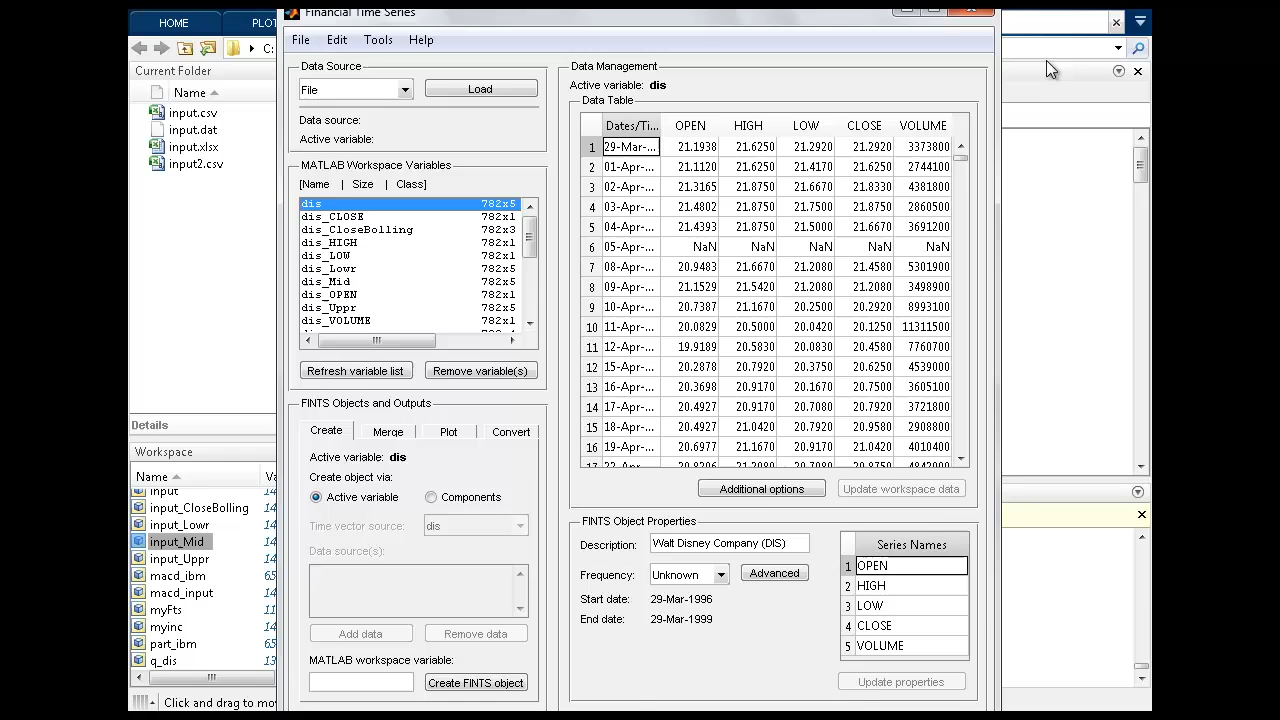 HOME
PLOT
Financial Time Series
File Edit Tools Help
C:
Current Folder
Name
input.csv
input.dat
input.xlsx
input2.csv
Details
Workspace
Name
input
input_CloseBolling
input_Lowr
input_Mid
input_Uppr
macd_ibm
macd_input
myFts
myinc
part_ibm
q_dis
Click and drag to mov
Data Source
File
Load
Data source:
Active variable:
MATLAB Workspace Variables
[Name | Size | Class]
dis 782x5
dis_CLOSE 782x1
dis_CloseBolling 782x3
dis_HIGH 782x1
dis_LOW 782x1
dis_Lowr 782x5
dis_Mid 782x5
dis_OPEN 782x1
dis_Uppr 782x5
dis_VOLUME 782x1
Refresh variable list
Remove variable(s)
FINTS Objects and Outputs
Create Merge Plot Convert
Active variable: dis
Create object via:
Active variable
Components
Time vector source: dis
Data source(s):
Add data
Remove data
MATLAB workspace variable:
Create FINTS object
Data Management
Active variable: dis
Data Table
Dates/Ti... OPEN HIGH LOW CLOSE VOLUME
1 29-Mar-... 21.1938 21.6250 21.2920 21.2920 3373800
2 01-Apr-... 21.1120 21.6250 21.4170 21.6250 2744100
3 02-Apr-... 21.3165 21.8750 21.6670 21.8330 4381800
4 03-Apr-... 21.4802 21.8750 21.7500 21.8750 2860500
5 04-Apr-... 21.4393 21.8750 21.5000 21.6670 3691200
6 05-Apr-... NaN NaN NaN NaN NaN
7 08-Apr-... 20.9483 21.6670 21.2080 21.4580 5301900
8 09-Apr-... 21.1529 21.5420 21.2080 21.2080 3498900
9 10-Apr-... 20.7387 21.1670 20.2500 20.2920 8993100
10 11-Apr-... 20.0829 20.5000 20.0420 20.1250 11311500
11 12-Apr-... 19.9189 20.5830 20.0830 20.4580 7760700
12 15-Apr-... 20.2878 20.7920 20.3750 20.6250 4539000
13 16-Apr-... 20.3698 20.9170 20.1670 20.7500 3605100
14 17-Apr-... 20.4927 20.9170 20.7080 20.7920 3721800
15 18-Apr-... 20.4927 21.0420 20.7920 20.9580 2908800
16 19-Apr-... 20.6977 21.1670 20.9170 21.0420 4010400
Additional options
Update workspace data
FINTS Object Properties
Description: Walt Disney Company (DIS)
Frequency: Unknown
Advanced
Start date: 29-Mar-1996
End date: 29-Mar-1999
Series Names
1 OPEN
2 HIGH
3 LOW
4 CLOSE
5 VOLUME
Update properties